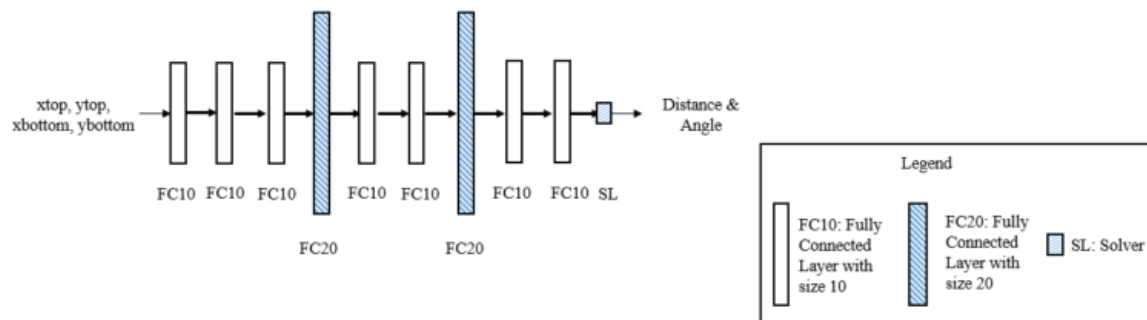 xtop, ytop,
xbottom, ybottom
Distance &
Angle
FC10 FC10 FC10 FC10 FC10 FC10 FC10 SL
FC20 FC20
Legend
FC10: Fully
Connected
Layer with
size 10
FC20: Fully
Connected
Layer with
size 20
SL: Solver